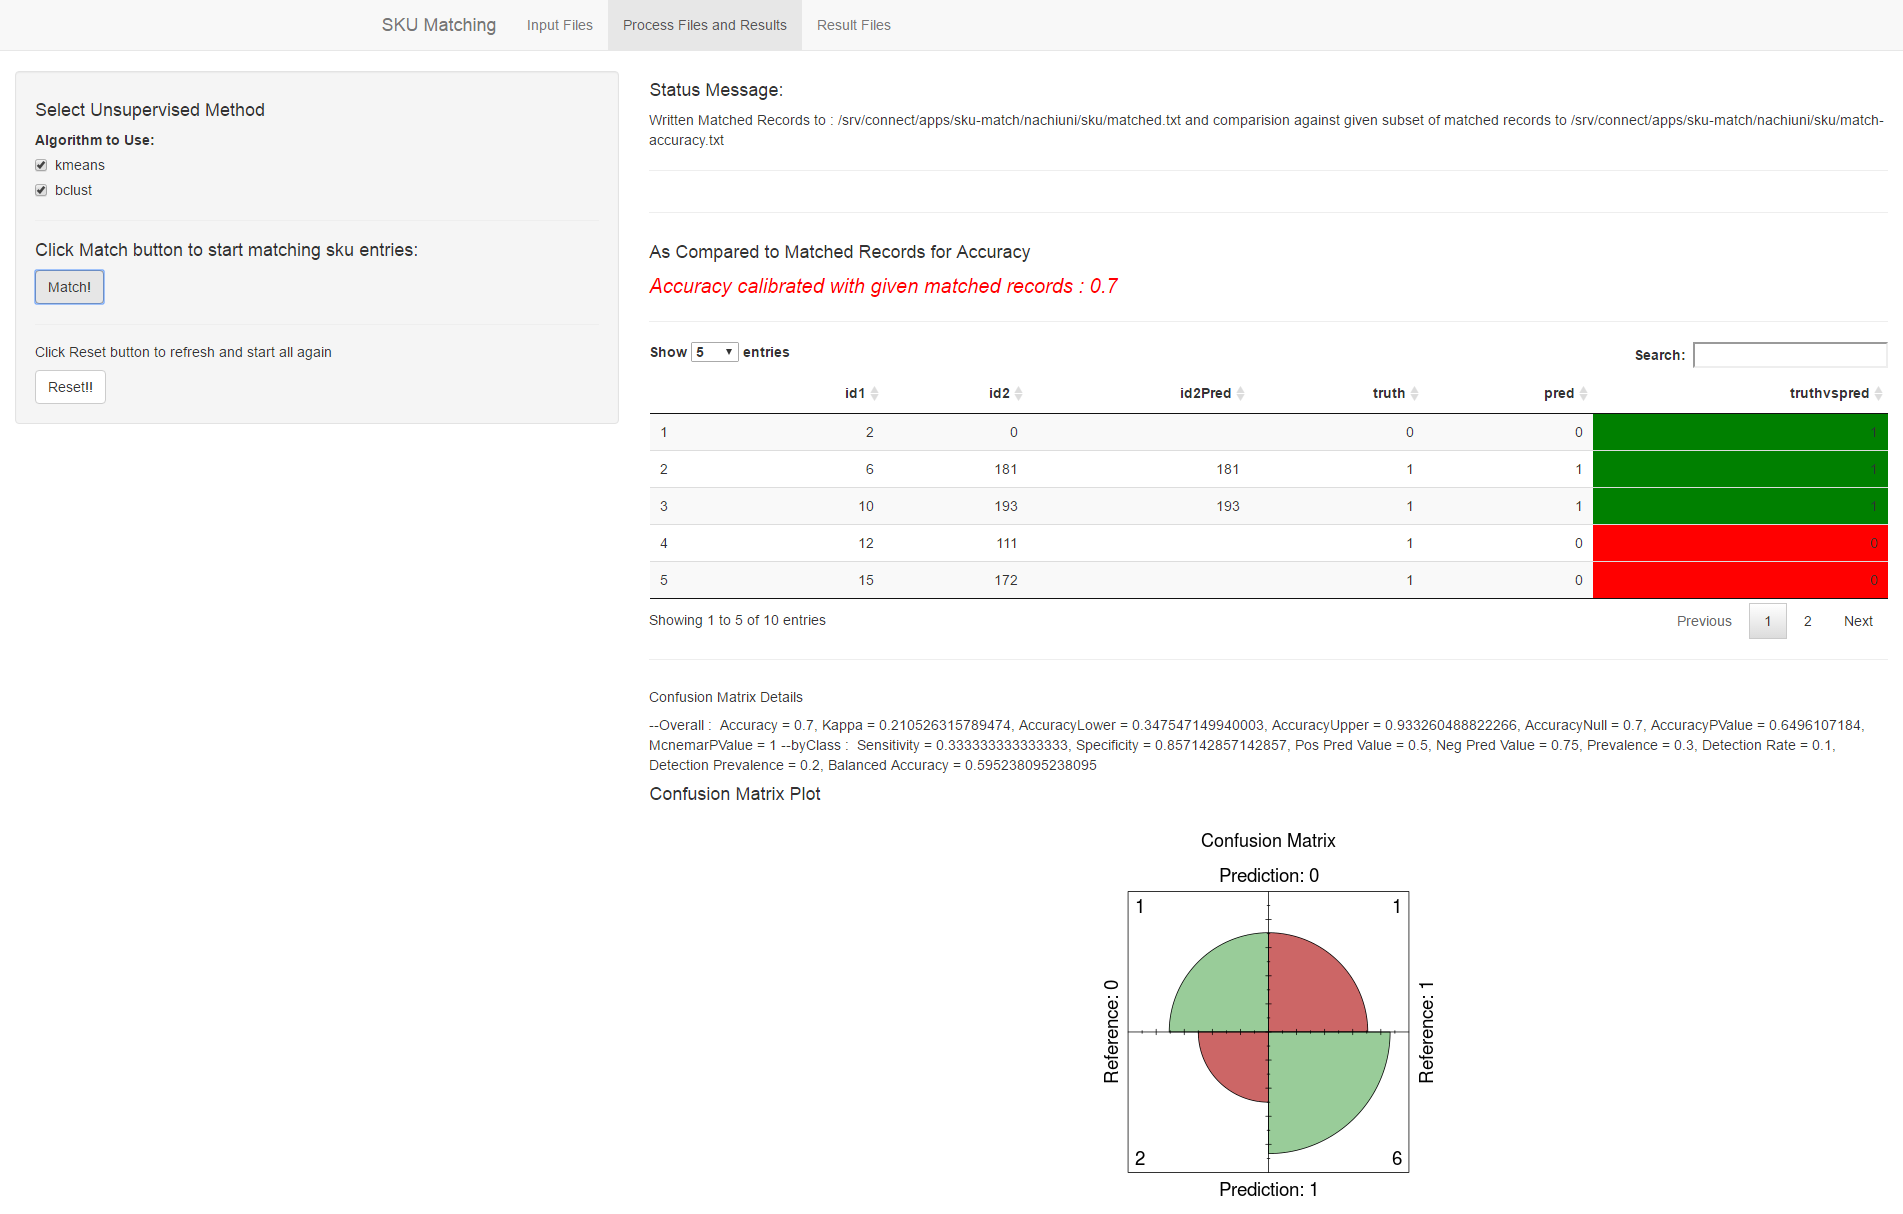 SKU Matching Input Files Process Files and Results Result Files
Select Unsupervised Method
Algorithm to Use:
kmeans
bclust
Click Match button to start matching sku entries:
Match!
Click Reset button to refresh and start all again
Reset!!
Status Message:
Written Matched Records to : /srv/connect/apps/sku-match/nachiuni/sku/matched.txt and comparision against given subset of matched records to /srv/connect/apps/sku-match/nachiuni/sku/match-
accuracy.txt
As Compared to Matched Records for Accuracy
Accuracy calibrated with given matched records : 0.7
Show 5 entries Search:
id1 id2 id2Pred truth pred truthvspred
1 2 0 0 0 1
2 6 181 181 1 1 1
3 10 193 193 1 1 1
4 12 111 1 0 0
5 15 172 1 0 0
Showing 1 to 5 of 10 entries Previous 1 2 Next
Confusion Matrix Details
--Overall : Accuracy = 0.7, Kappa = 0.210526315789474, AccuracyLower = 0.347547149940003, AccuracyUpper = 0.933260488822266, AccuracyNull = 0.7, AccuracyPValue = 0.6496107184,
McnemarPValue = 1 --byClass : Sensitivity = 0.333333333333333, Specificity = 0.857142857142857, Pos Pred Value = 0.5, Neg Pred Value = 0.75, Prevalence = 0.3, Detection Rate = 0.1,
Detection Prevalence = 0.2, Balanced Accuracy = 0.595238095238095
Confusion Matrix Plot
Confusion Matrix
Prediction: 0
1 1
Reference: 0
Reference: 1
2 6
Prediction: 1